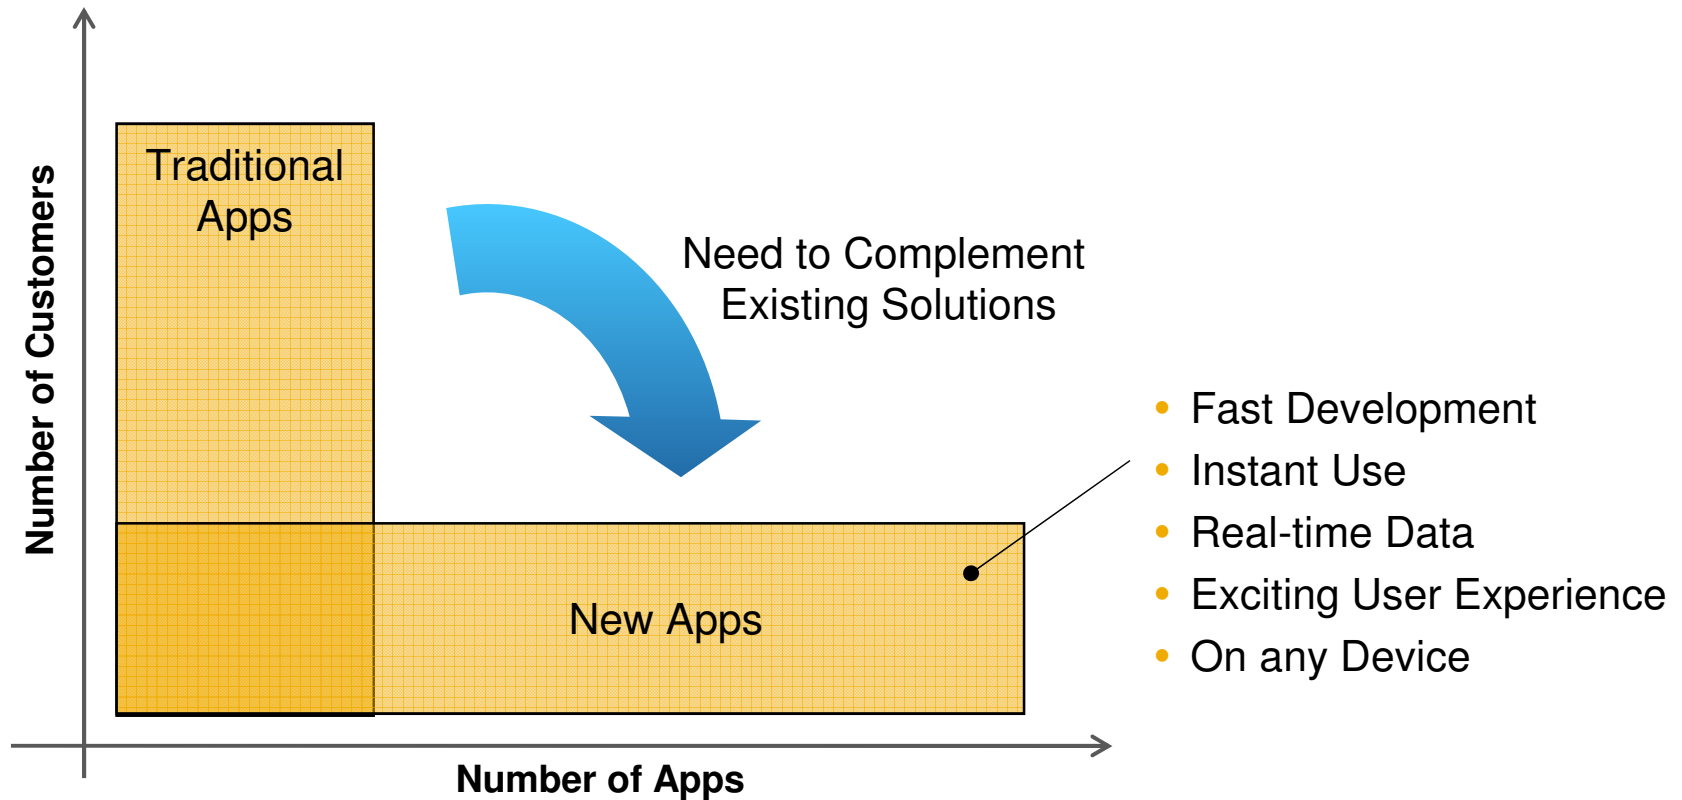 Number of Customers
Traditional
Apps
Need to Complement
Existing Solutions
New Apps
• Fast Development
• Instant Use
• Real-time Data
• Exciting User Experience
• On any Device
Number of Apps